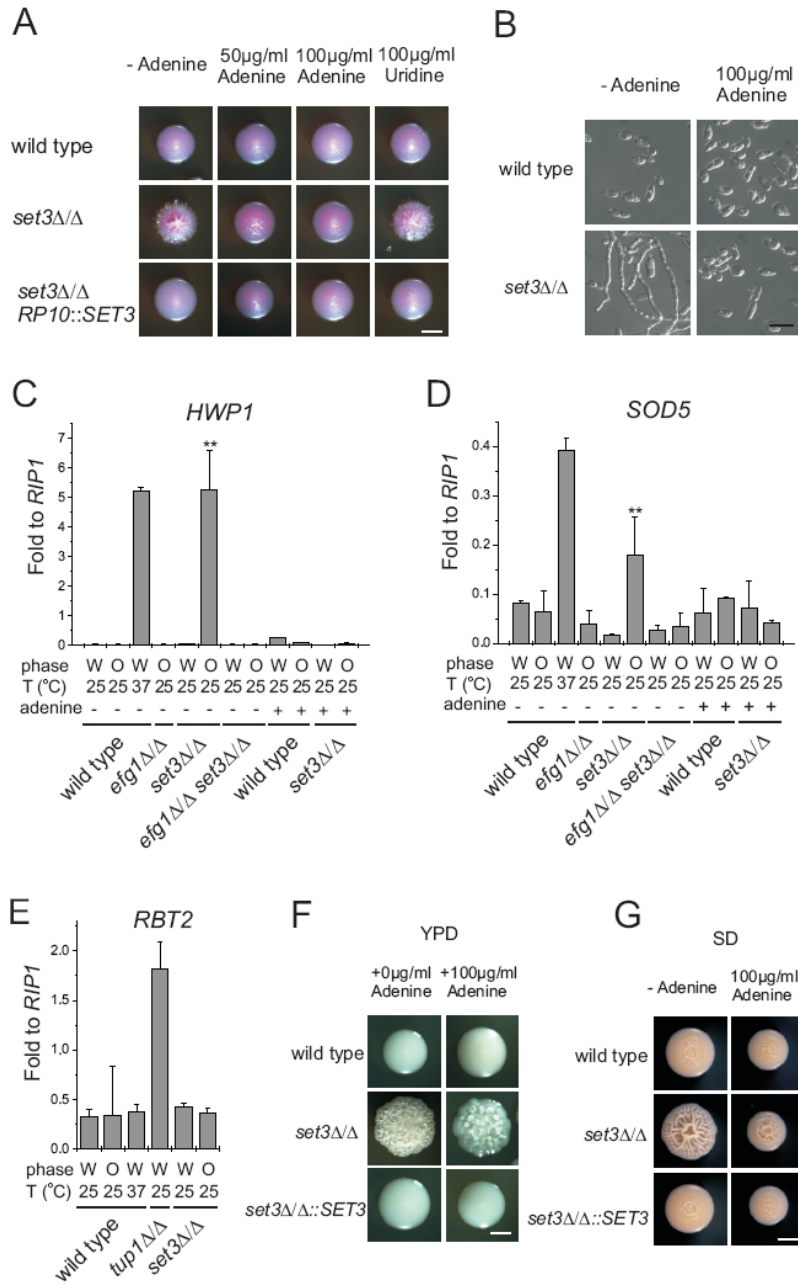 A
- Adenine
50µg/ml Adenine
100µg/ml Adenine
100µg/ml Uridine
wild type
set3Δ/Δ
set3Δ/Δ
RP10::SET3
B
- Adenine
100µg/ml Adenine
wild type
set3Δ/Δ
C
HWP1
Fold to RIP1
7
6
5
4
3
2
1
0
**
phase W O W O W O W O W O W O
T (°C) 25 25 37 25 25 25 25 25 25 25 25 25
adenine - - - - - - - - + + + +
wild type
efg1Δ/Δ
set3Δ/Δ
efg1Δ/Δ set3Δ/Δ
wild type
set3Δ/Δ
D
SOD5
Fold to RIP1
0.4
0.3
0.2
0.1
0.0
**
phase W O W O W O W O W O W O
T (°C) 25 25 37 25 25 25 25 25 25 25 25 25
adenine - - - - - - - - + + + +
wild type
efg1Δ/Δ
set3Δ/Δ
efg1Δ/Δ set3Δ/Δ
wild type
set3Δ/Δ
E
RBT2
Fold to RIP1
2.0
1.5
1.0
0.5
0.0
phase W O W W W O
T (°C) 25 25 37 25 25 25
wild type
tup1Δ/Δ
set3Δ/Δ
F
YPD
+0µg/ml Adenine
+100µg/ml Adenine
wild type
set3Δ/Δ
set3Δ/Δ::SET3
G
SD
- Adenine
100µg/ml Adenine
wild type
set3Δ/Δ
set3Δ/Δ::SET3